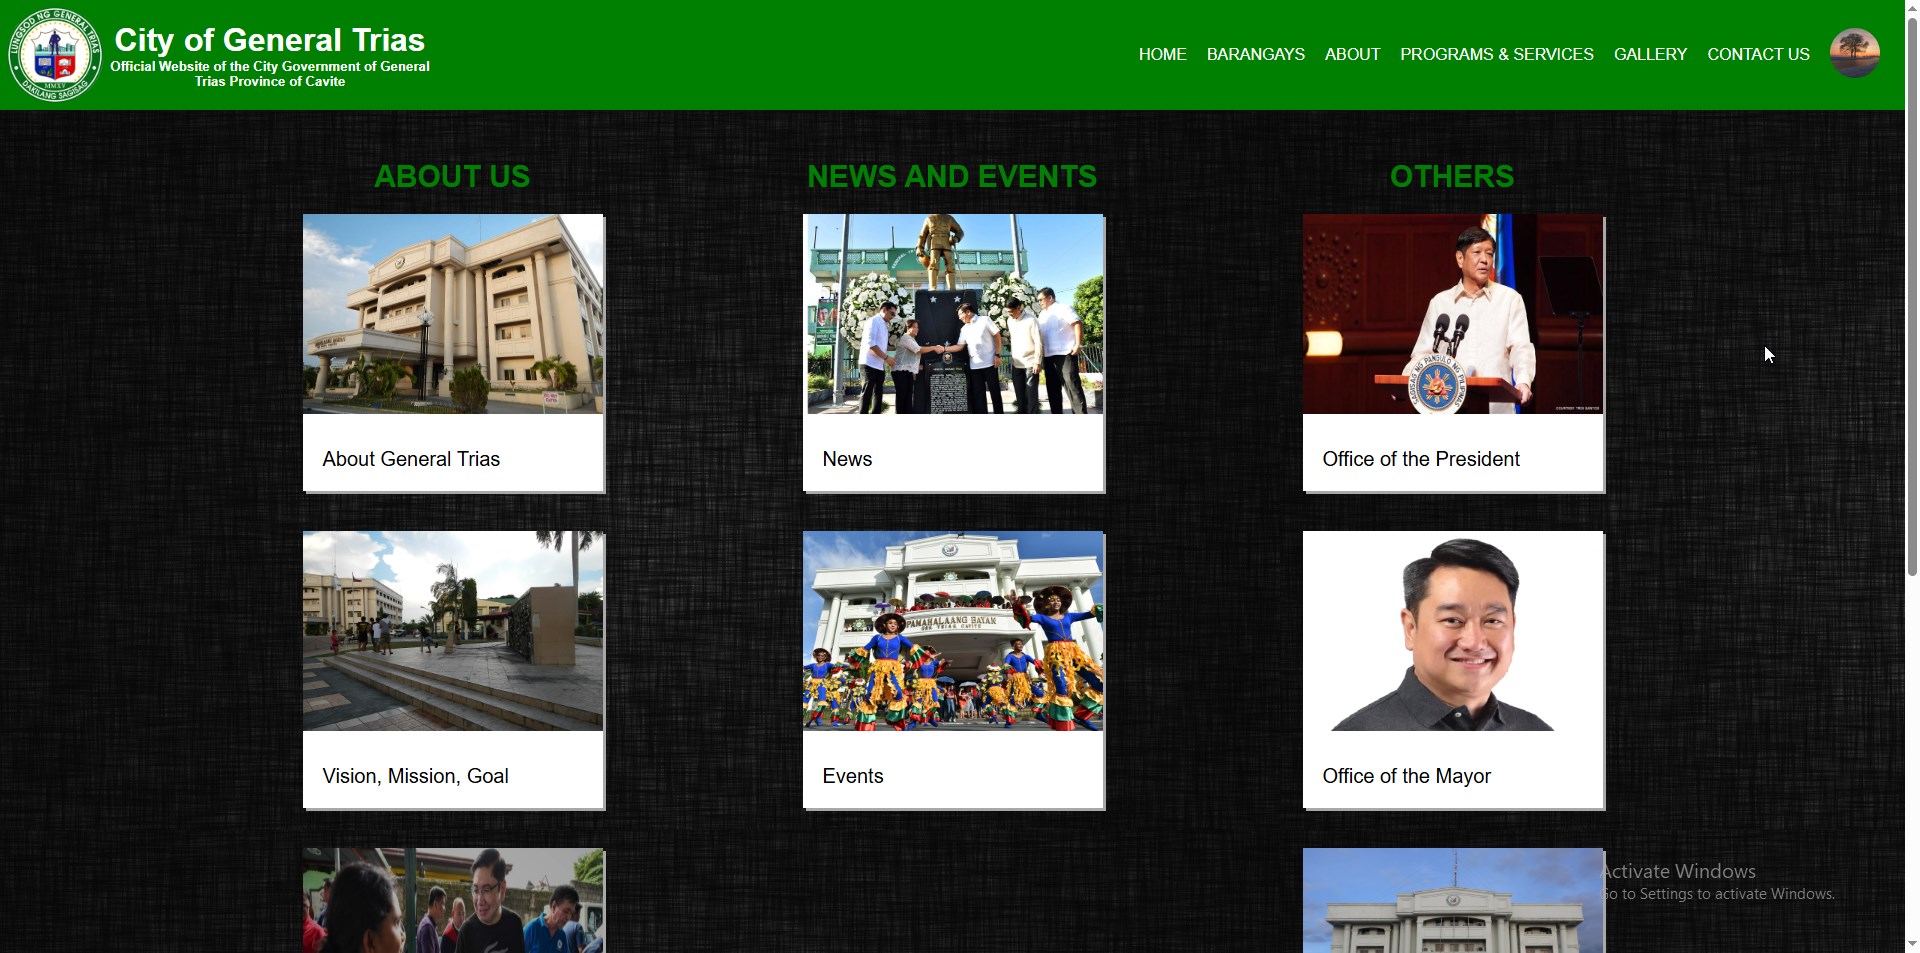 LUNGSOD NG GENERAL TRIAS
MMXV
DAKILANG SAGISAG
City of General Trias
Official Website of the City Government of General
Trias Province of Cavite
HOME BARANGAYS ABOUT PROGRAMS & SERVICES GALLERY CONTACT US
ABOUT US
NEWS AND EVENTS
OTHERS
SAGISAG NG PANGULO NG PILIPINAS
About General Trias
News
Office of the President
PAMAHALAANG BAYAN
GEN. TRIAS, CAVITE
Vision, Mission, Goal
Events
Office of the Mayor
Activate Windows
Go to Settings to activate Windows.